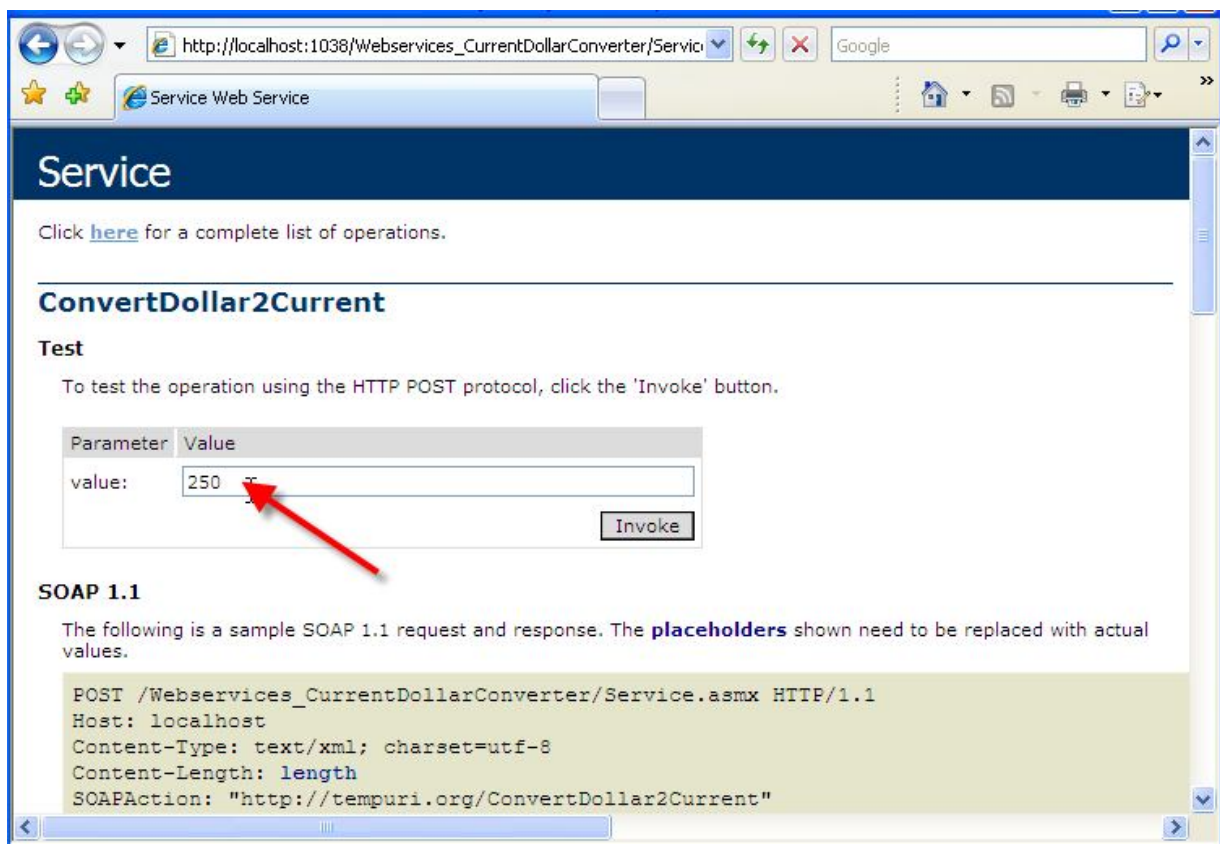 http://localhost:1038/Webservices_CurrentDollarConverter/Servic
Google
Service Web Service
Service
Click here for a complete list of operations.
ConvertDollar2Current
Test
To test the operation using the HTTP POST protocol, click the 'Invoke' button.
Parameter Value
value: 250
Invoke
SOAP 1.1
The following is a sample SOAP 1.1 request and response. The placeholders shown need to be replaced with actual
values.
POST /Webservices_CurrentDollarConverter/Service.asmx HTTP/1.1
Host: localhost
Content-Type: text/xml; charset=utf-8
Content-Length: length
SOAPAction: "http://tempuri.org/ConvertDollar2Current"